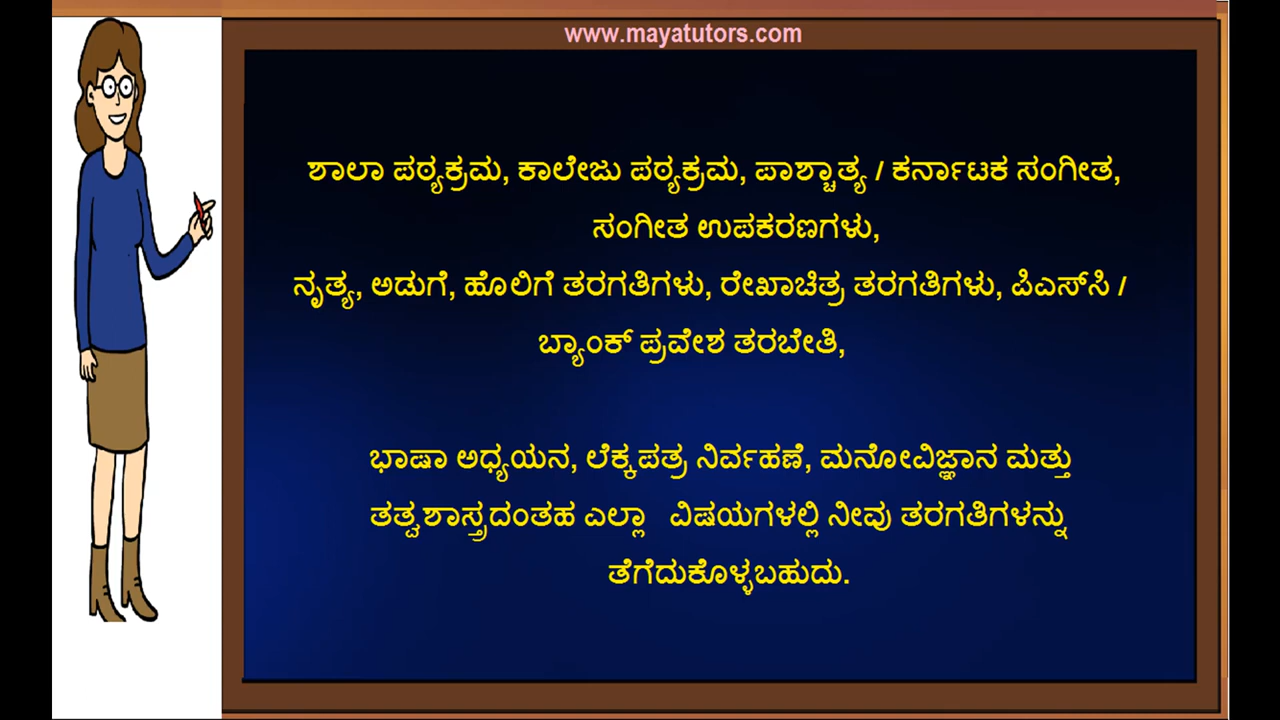 www.mayatutors.com
ಶಾಲಾ ಪಠ್ಯಕ್ರಮ, ಕಾಲೇಜು ಪಠ್ಯಕ್ರಮ, ಪಾಶ್ಚಾತ್ಯ / ಕರ್ನಾಟಕ ಸಂಗೀತ,
ಸಂಗೀತ ಉಪಕರಣಗಳು,
ನೃತ್ಯ, ಅಡುಗೆ, ಹೊಲಿಗೆ ತರಗತಿಗಳು, ರೇಖಾಚಿತ್ರ ತರಗತಿಗಳು, ಪಿಎಸ್‌ಸಿ /
ಬ್ಯಾಂಕ್ ಪ್ರವೇಶ ತರಬೇತಿ,
ಭಾಷಾ ಅಧ್ಯಯನ, ಲೆಕ್ಕಪತ್ರ ನಿರ್ವಹಣೆ, ಮನೋವಿಜ್ಞಾನ ಮತ್ತು
ತತ್ವಶಾಸ್ತ್ರದಂತಹ ಎಲ್ಲಾ ವಿಷಯಗಳಲ್ಲಿ ನೀವು ತರಗತಿಗಳನ್ನು
ತೆಗೆದುಕೊಳ್ಳಬಹುದು.